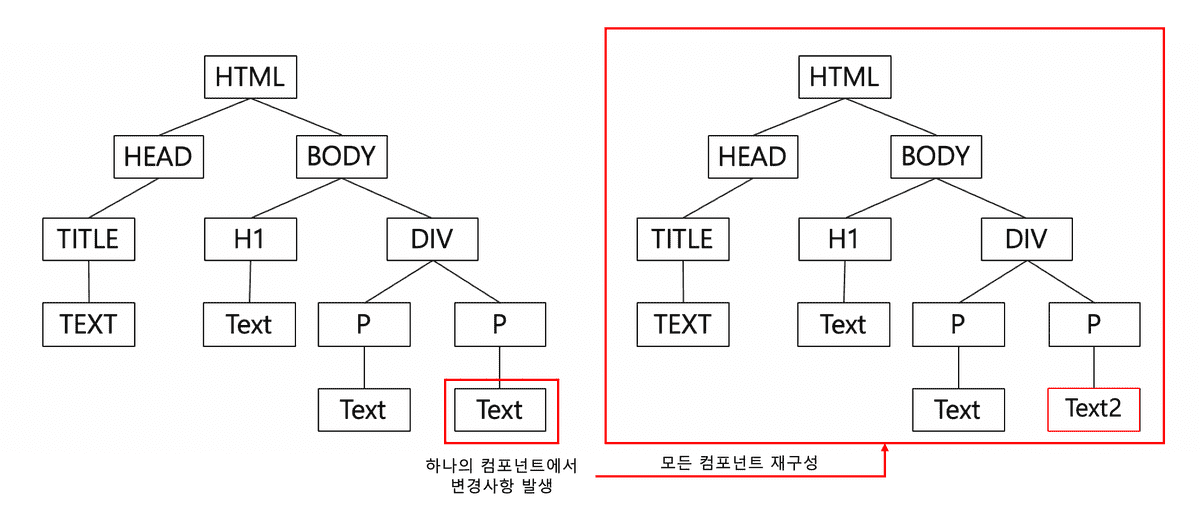 HTML
HEAD
BODY
TITLE
H1
DIV
TEXT
Text
P
P
Text
Text
하나의 컴포넌트에서
변경사항 발생
모든 컴포넌트 재구성
HTML
HEAD
BODY
TITLE
H1
DIV
TEXT
Text
P
P
Text
Text2